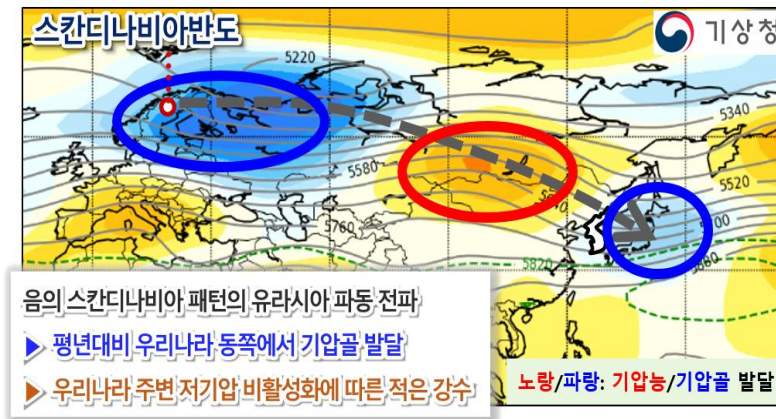 스칸디나비아반도
기상청
5220
5340
5580
5520
5760
5820
5880
음의 스칸디나비아 패턴의 유라시아 파동 전파
▶ 평년대비 우리나라 동쪽에서 기압골 발달
▶ 우리나라 주변 저기압 비활성화에 따른 적은 강수
노랑/파랑: 기압능/기압골 발달